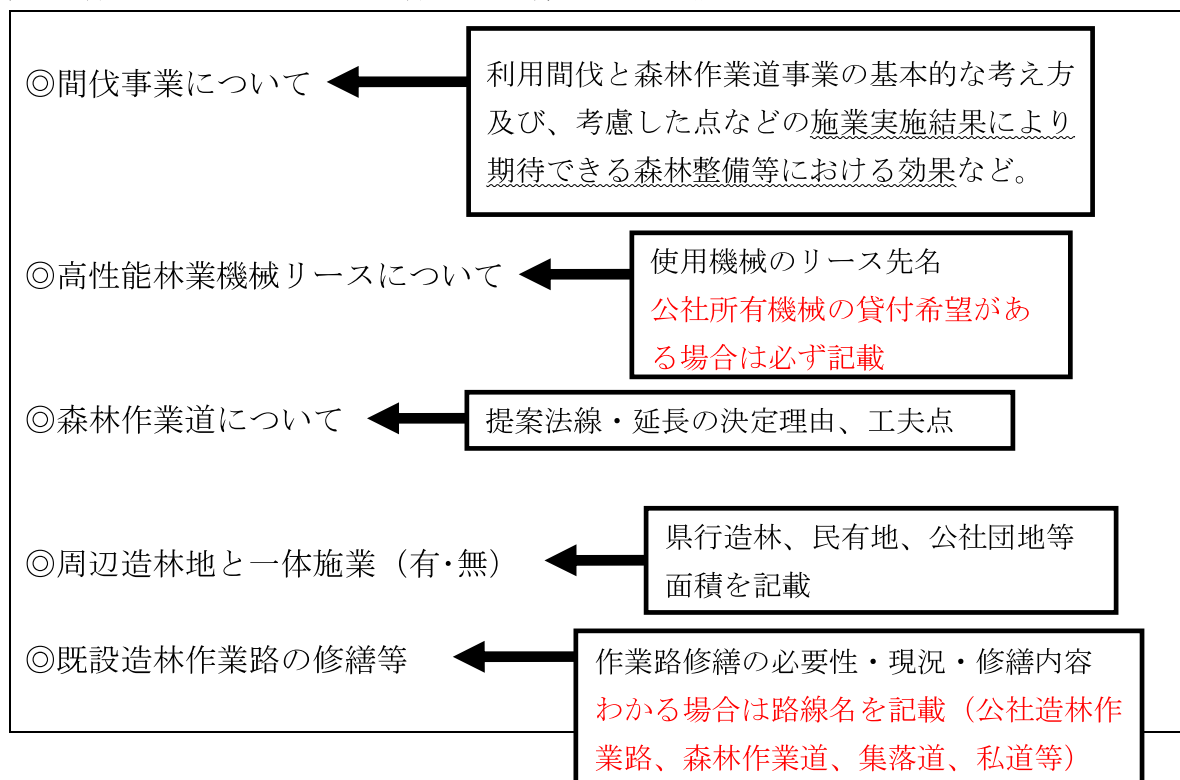 ◎間伐事業について
利用間伐と森林作業道事業の基本的な考え方
及び、考慮した点などの施業実施結果により
期待できる森林整備等における効果など。
◎高性能林業機械リースについて
使用機械のリース先名
公社所有機械の貸付希望があ
る場合は必ず記載
◎森林作業道について
提案法線・延長の決定理由、工夫点
◎周辺造林地と一体施業（有･無）
県行造林、民有地、公社団地等
面積を記載
◎既設造林作業路の修繕等
作業路修繕の必要性・現況・修繕内容
わかる場合は路線名を記載（公社造林作
業路、森林作業道、集落道、私道等）